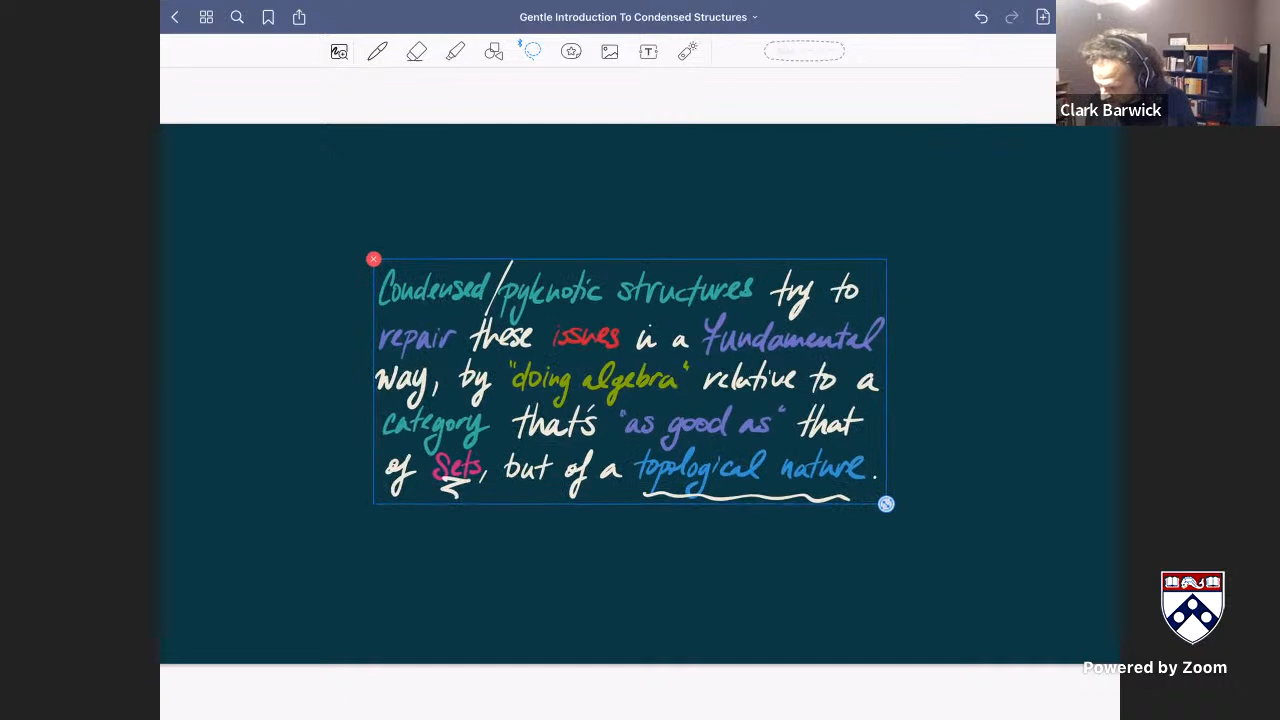 Gentle Introduction To Condensed Structures
Clark Barwick
Condensed/pyknotic structures try to
repair these issues in a fundamental
way, by "doing algebra" relative to a
category that's "as good as" that
of Sets, but of a topological nature.
Powered by Zoom